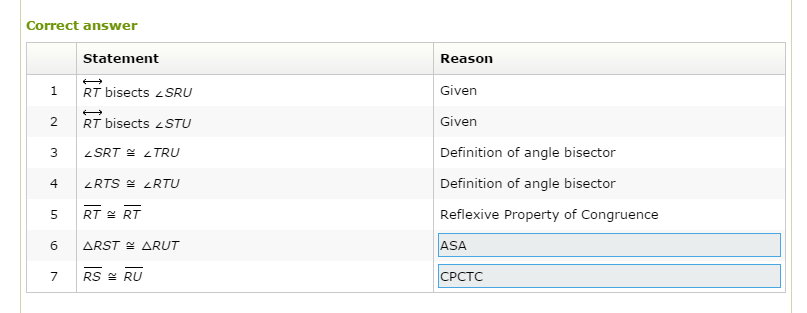 Correct answer
Statement Reason
1 RT bisects ∠SRU Given
2 RT bisects ∠STU Given
3 ∠SRT ≅ ∠TRU Definition of angle bisector
4 ∠RTS ≅ ∠RTU Definition of angle bisector
5 RT ≅ RT Reflexive Property of Congruence
6 △RST ≅ △RUT ASA
7 RS ≅ RU CPCTC